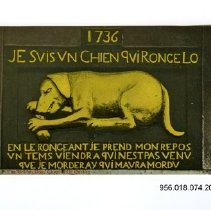 1736
JE SVIS VN CHIEN QVI RONGE LO
EN LE RONGEANT JE PREND MON REPOS
VN TEMS VIENDRA QVI NEST PAS VENV
QVE JE MORDERAY QVI MAVRA MORDV
956.018.074 20